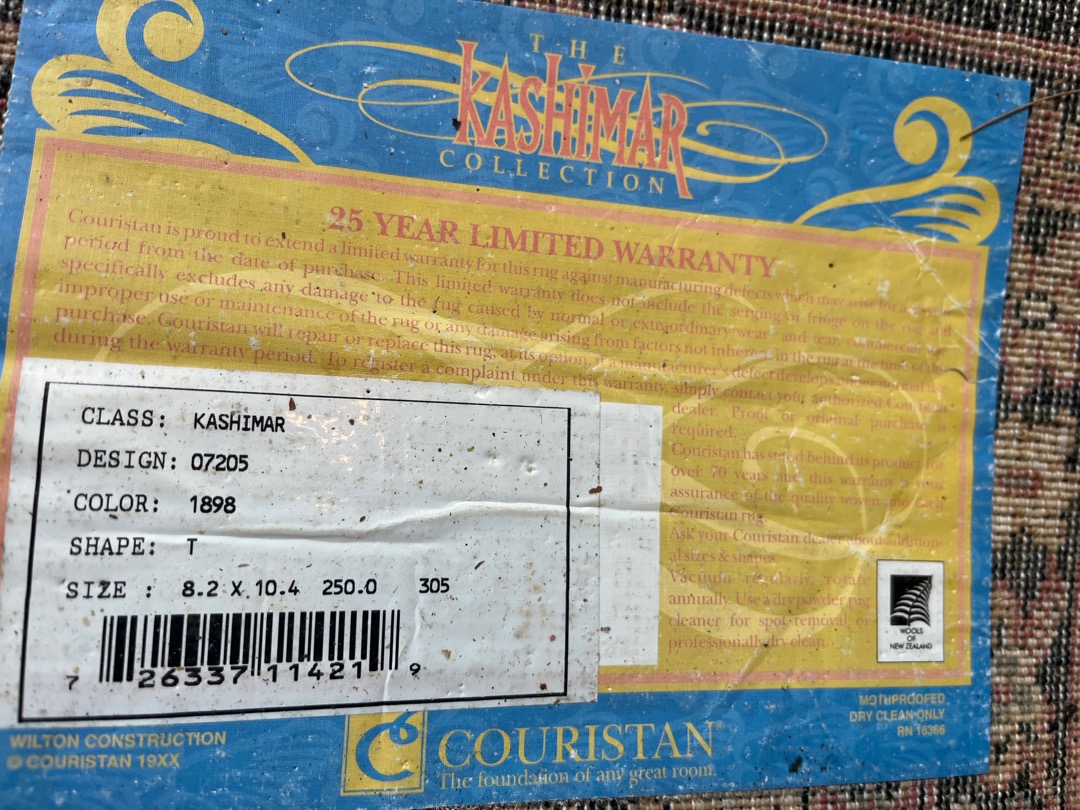 THE
KASHIMAR
COLLECTION
25 YEAR LIMITED WARRANTY
Couristan is proud to extend a limited warranty for this rug against manufacturing defects which may arise for
period from the date of purchase. This limited warranty does not include the serging or fringe on the rug and
specifically excludes any damage to the rug caused by normal or extraordinary wear and tear
improper use or maintenance of the rug or any damage arising from factors not inherent in the rug at the time of
purchase. Couristan will repair or replace this rug, at its option, if a manufacturer's defect develops
during the warranty period. To register a complaint under this warranty, simply contact your authorized Couristan
dealer. Proof of original purchase is
required.
Couristan has stood behind its product for
over 70 years and this warranty is your
assurance of the quality woven into each
Couristan rug.
Ask your Couristan dealer about addition-
al sizes & shapes.
Vacuum regularly, rotate
annually. Use a dry powder rug
cleaner for spot removal or
professionally dry clean.
CLASS: KASHIMAR
DESIGN: 07205
COLOR: 1898
SHAPE: T
SIZE : 8.2 X 10.4 250.0 305
7 26337 11421 9
WOOLS
OF
NEW ZEALAND
WILTON CONSTRUCTION
© COURISTAN 19XX
COURISTAN®
The foundation of any great room.
MOTHPROOFED
DRY CLEAN ONLY
RN 16366